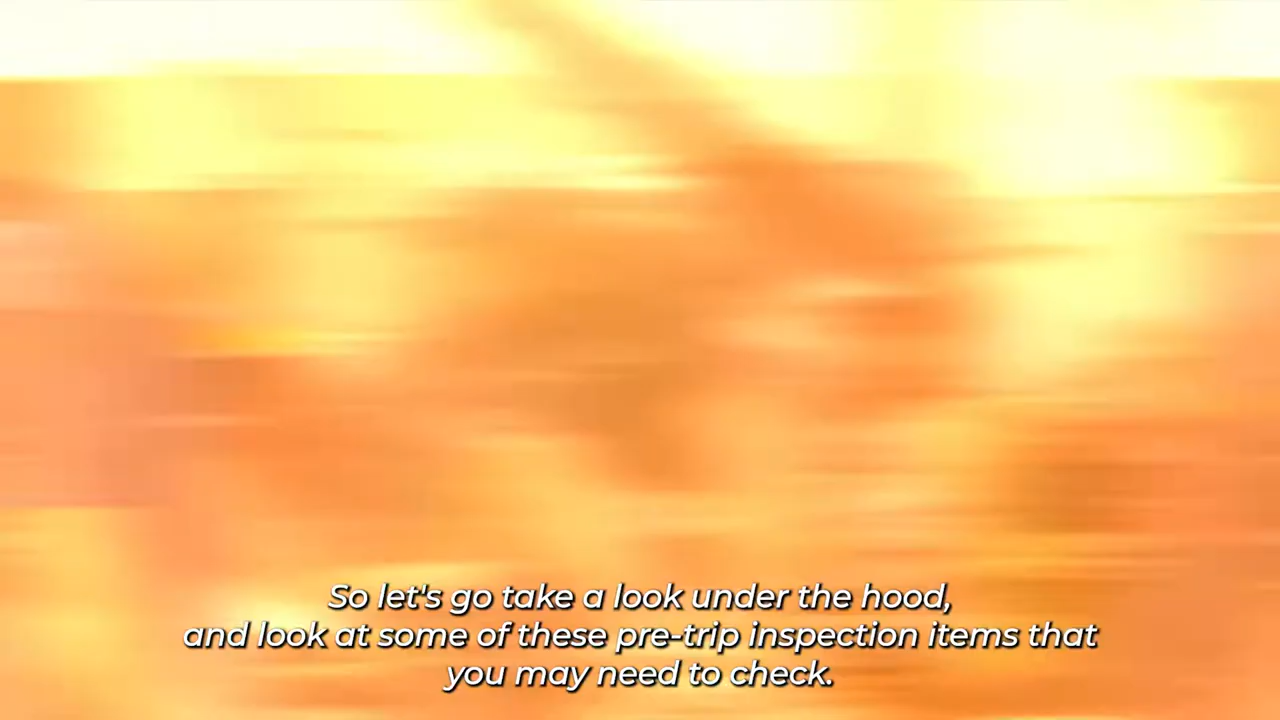 So let's go take a look under the hood,
and look at some of these pre-trip inspection items that
you may need to check.